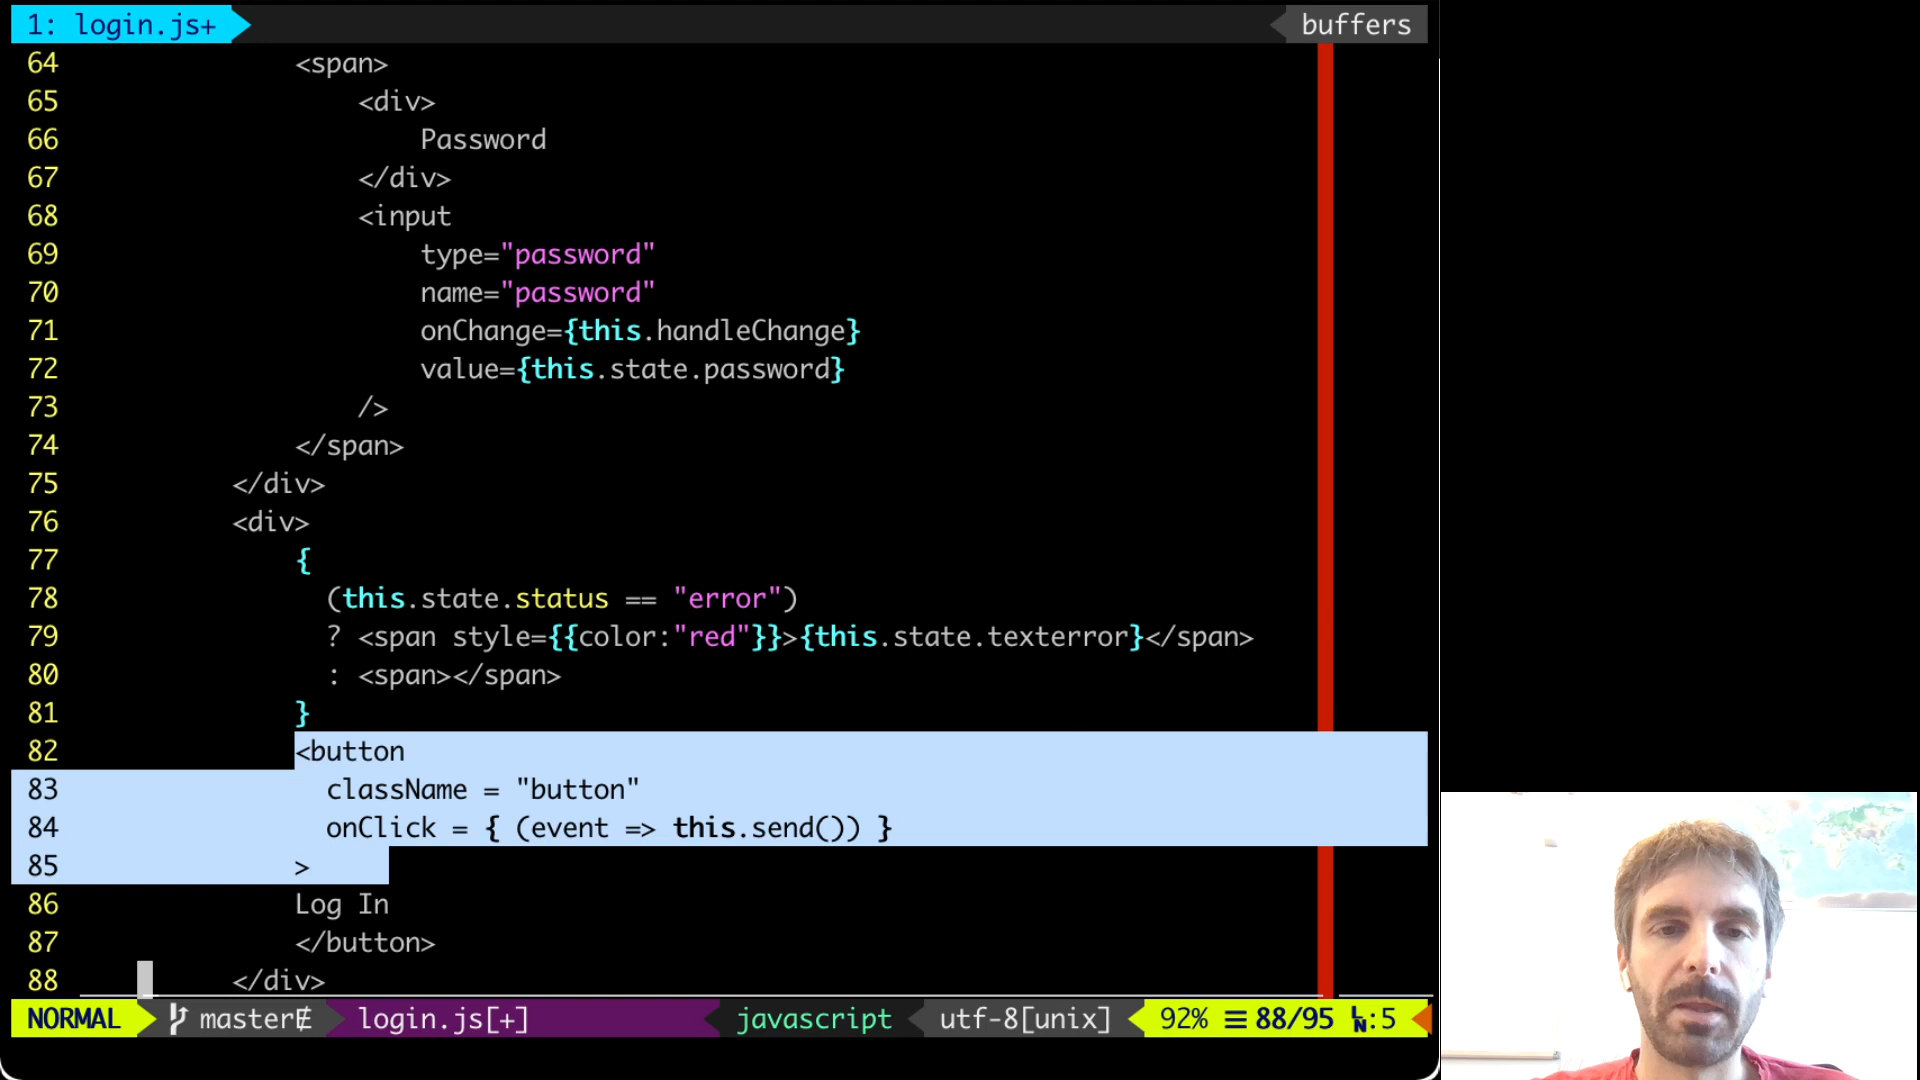 1: login.js+ buffers
64 <span>
65 <div>
66 Password
67 </div>
68 <input
69 type="password"
70 name="password"
71 onChange={this.handleChange}
72 value={this.state.password}
73 />
74 </span>
75 </div>
76 <div>
77 {
78 (this.state.status == "error")
79 ? <span style={{color:"red"}}>{this.state.texterror}</span>
80 : <span></span>
81 }
82 <button
83 className = "button"
84 onClick = { (event => this.send()) }
85 >
86 Log In
87 </button>
88 </div>
NORMAL master login.js[+] javascript utf-8[unix] 92% ☰ 88/95 :5